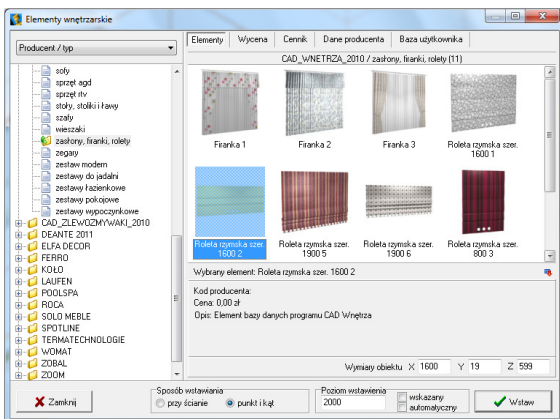 Elementy wnętrzarskie
Producent / typ
sofy
sprzęt agd
sprzęt rtv
stoły, stoliki i ławy
szafy
wieszaki
zasłony, firanki, rolety
zegary
zestaw modern
zestawy do jadalni
zestawy łazienkowe
zestawy pokojowe
zestawy wypoczynkowe
CAD_ZLEWOZMYWAKI_2010
DEANTE 2011
ELFA DECOR
FERRO
KOŁO
LAUFEN
POOLSPA
ROCA
SOLO MEBLE
SPOTLINE
TERMATECHNOLOGIE
WOMAT
ZOBAL
ZOOM
Elementy Wycena Cennik Dane producenta Baza użytkownika
CAD_WNETRZA_2010 / zasłony, firanki, rolety (11)
Firanka 1
Firanka 2
Firanka 3
Roleta rzymska szer.
1600 1
Roleta rzymska szer.
1600 2
Roleta rzymska szer.
1900 5
Roleta rzymska szer.
1900 6
Roleta rzymska szer.
800 3
Wybrany element: Roleta rzymska szer. 1600 2
Kod producenta:
Cena: 0,00 zł
Opis: Element bazy danych programu CAD Wnętrza
Wymiary obiektu X 1600 Y 19 Z 599
Zamknij
Sposób wstawiania
przy ścianie punkt i kąt
Poziom wstawienia
2000
wskazany
automatyczny
Wstaw